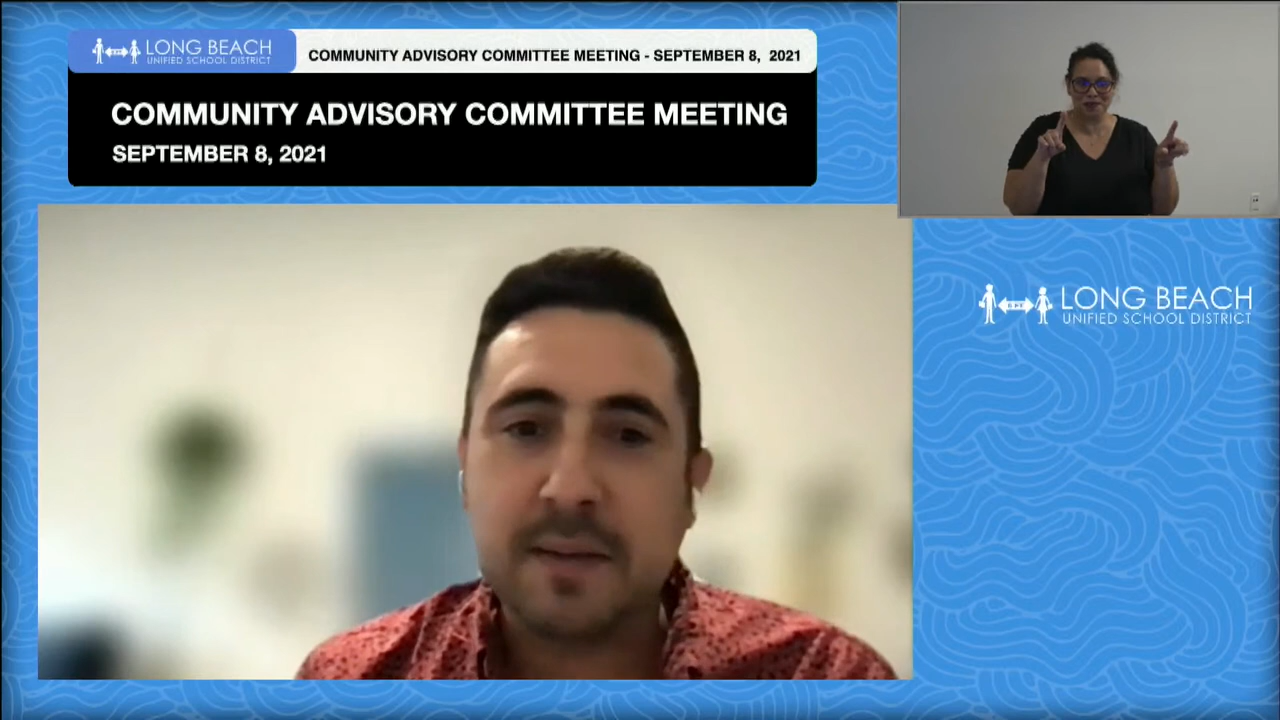 LONG BEACH
UNIFIED SCHOOL DISTRICT
COMMUNITY ADVISORY COMMITTEE MEETING - SEPTEMBER 8, 2021
COMMUNITY ADVISORY COMMITTEE MEETING
SEPTEMBER 8, 2021
LONG BEACH
UNIFIED SCHOOL DISTRICT